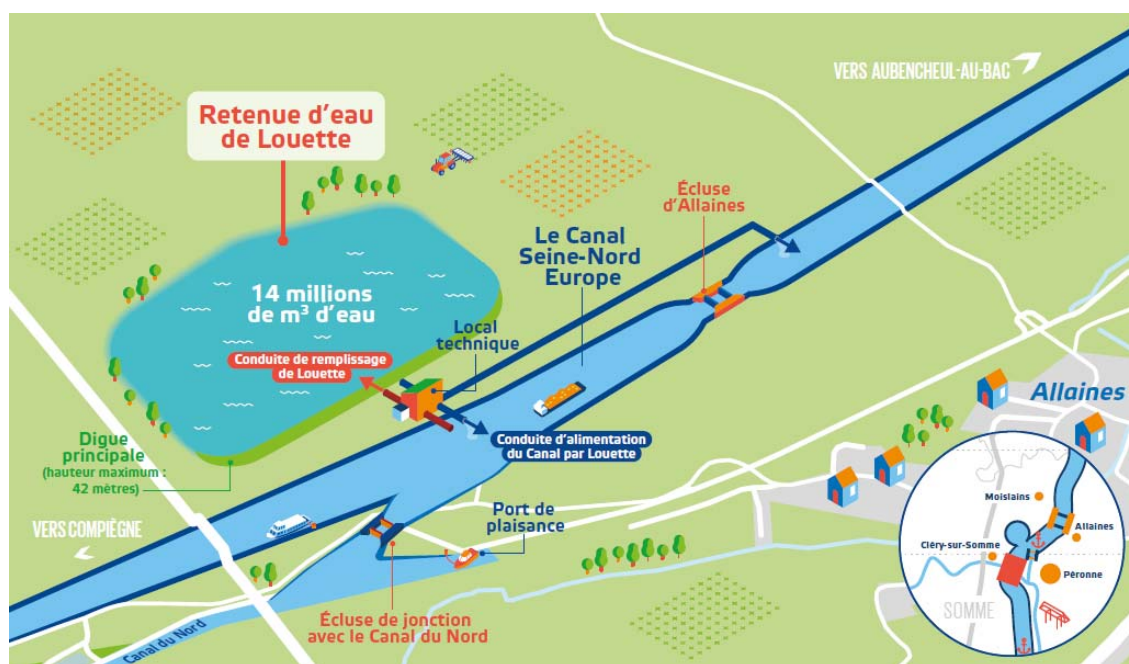 VERS AUBENCHEUL-AU-BAC
Retenue d'eau
de Louette
Écluse
d'Allaines
Le Canal
Seine-Nord
Europe
14 millions
de m³ d'eau
Local
technique
Conduite de remplissage
de Louette
Allaines
Digue
principale
(hauteur maximum :
42 mètres)
Conduite d'alimentation
du Canal par Louette
Port de
plaisance
VERS COMPIÈGNE
Moislains
Allaines
Cléry-sur-Somme
Péronne
SOMME
Écluse de jonction
avec le Canal du Nord
Canal du Nord